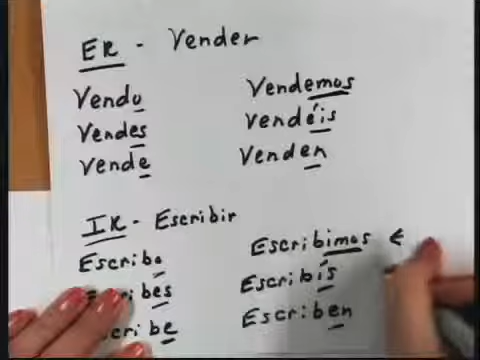 ER - Vender
Vendo Vendemos
Vendes Vendéis
Vende Venden
IR - Escribir
Escribo Escribimos ←
Escribís
Escriben